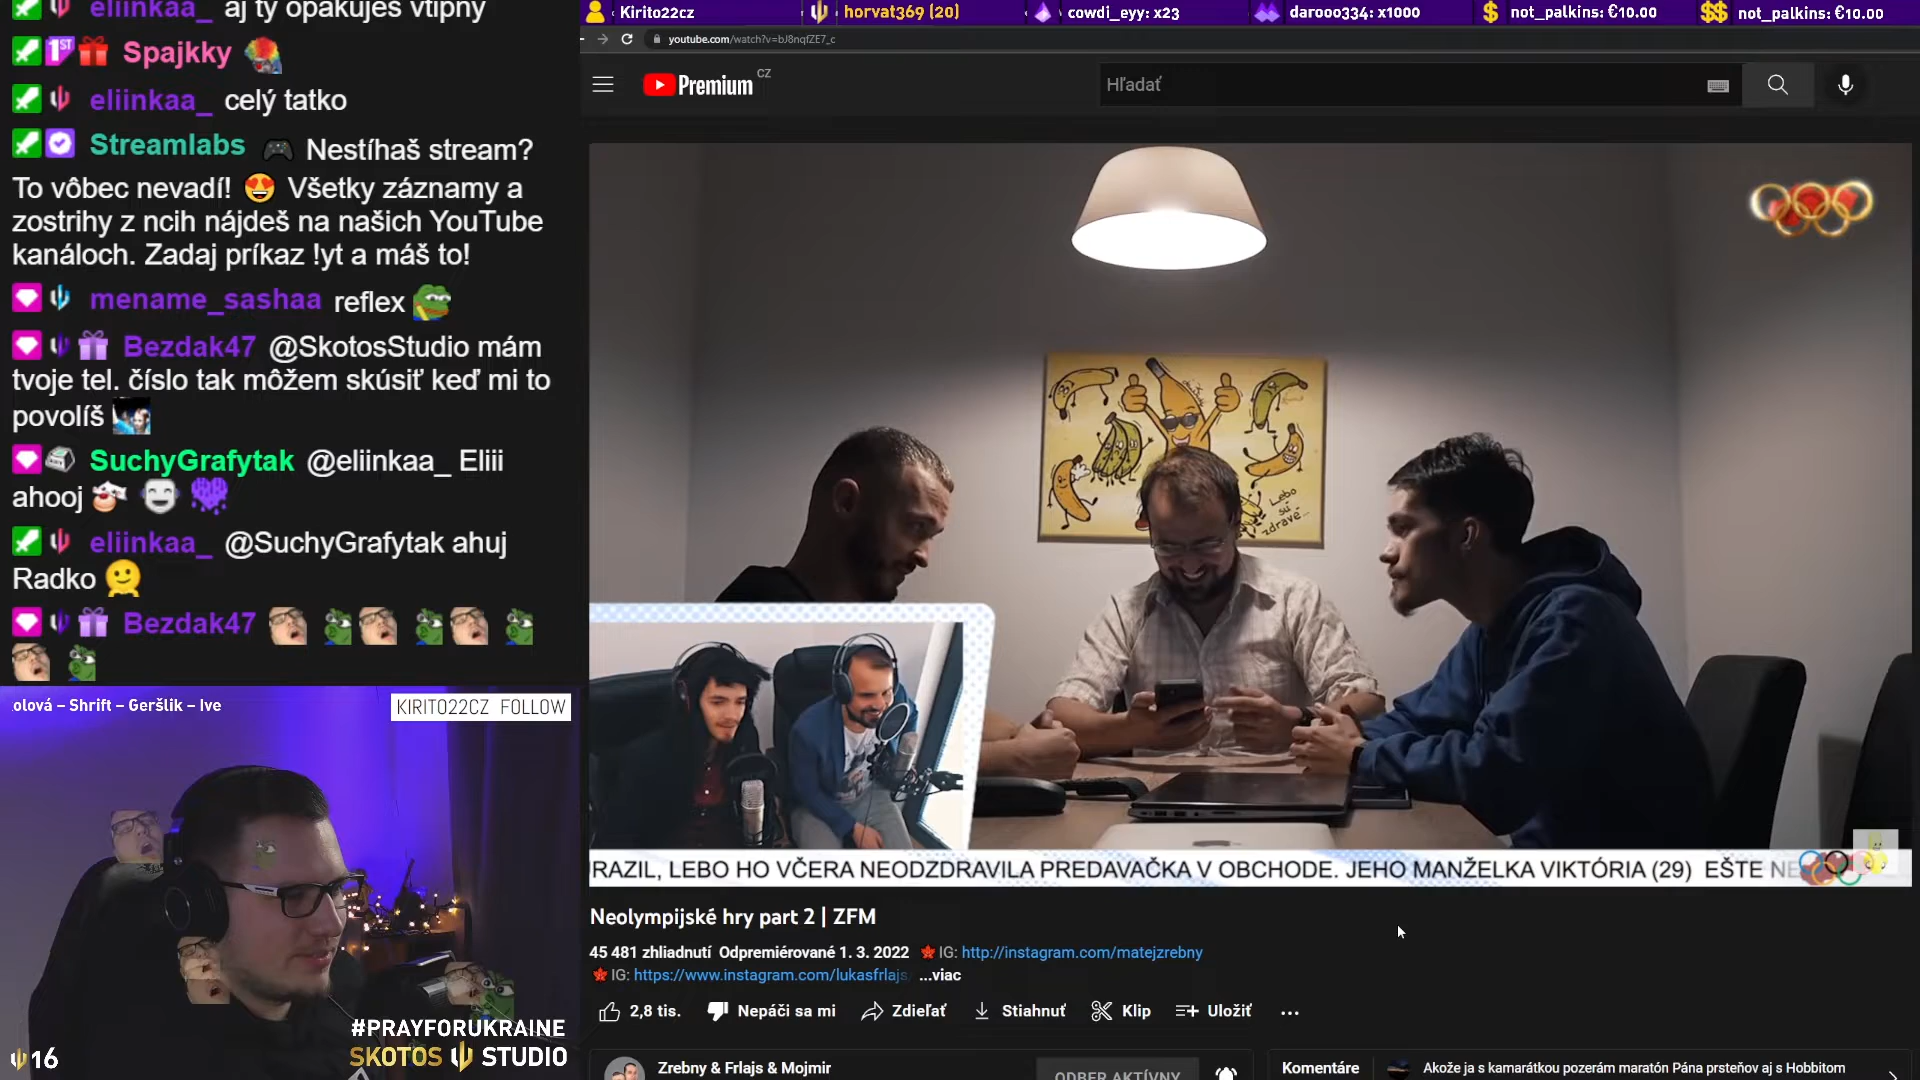 eliinkaa_ aj ty opakuješ vtipny
1ST Spajkky
eliinkaa_ celý tatko
Streamlabs Nestíhaš stream?
To vôbec nevadí! Všetky záznamy a
zostrihy z ncih nájdeš na našich YouTube
kanáloch. Zadaj príkaz !yt a máš to!
mename_sashaa reflex
Bezdak47 @SkotosStudio mám
tvoje tel. číslo tak môžem skúsiť keď mi to
povolíš
SuchyGrafytak @eliinkaa_ Eliii
ahooj
eliinkaa_ @SuchyGrafytak ahuj
Radko
Bezdak47
olová – Shrift – Geršlik – Ive
KIRITO22CZ FOLLOW
#PRAYFORUKRAINE
SKOTOS STUDIO
16
Kirito22cz
horvat369 (20)
cowdi_eyy: x23
darooo334: x1000
not_palkins: €10.00
not_palkins: €10.00
youtube.com/watch?v=bJ8nqfZE7_c
Premium CZ
Hľadať
Lebo
sú
zdravé...
URAZIL, LEBO HO VČERA NEODZDRAVILA PREDAVAČKA V OBCHODE. JEHO MANŽELKA VIKTÓRIA (29) EŠTE NE
Neolympijské hry part 2 | ZFM
45 481 zhliadnutí Odpremiérované 1. 3. 2022 IG: http://instagram.com/matejzrebny
IG: https://www.instagram.com/lukasfrlajs ...viac
2,8 tis. Nepáči sa mi Zdieľať Stiahnuť Klip Uložiť
Zrebny & Frlajs & Mojmir
ODBER AKTÍVNY
Komentáre
Akože ja s kamarátkou pozerám maratón Pána prsteňov aj s Hobbitom